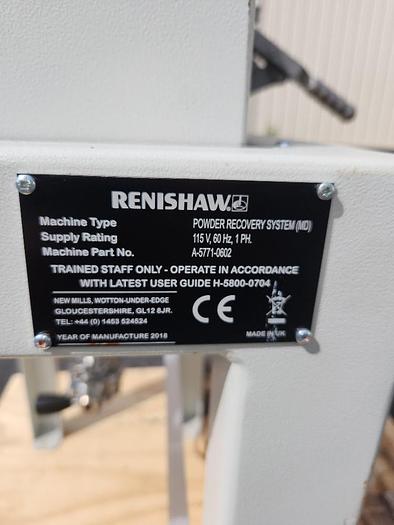 RENISHAW
Machine Type POWDER RECOVERY SYSTEM (MD)
Supply Rating 115 V, 60 Hz, 1 PH.
Machine Part No. A-5771-0602
TRAINED STAFF ONLY - OPERATE IN ACCORDANCE
WITH LATEST USER GUIDE H-5800-0704
NEW MILLS, WOTTON-UNDER-EDGE
GLOUCESTERSHIRE, GL12 8JR.
TEL: +44 (0) 1453 524524
CE
YEAR OF MANUFACTURE 2018
MADE IN UK